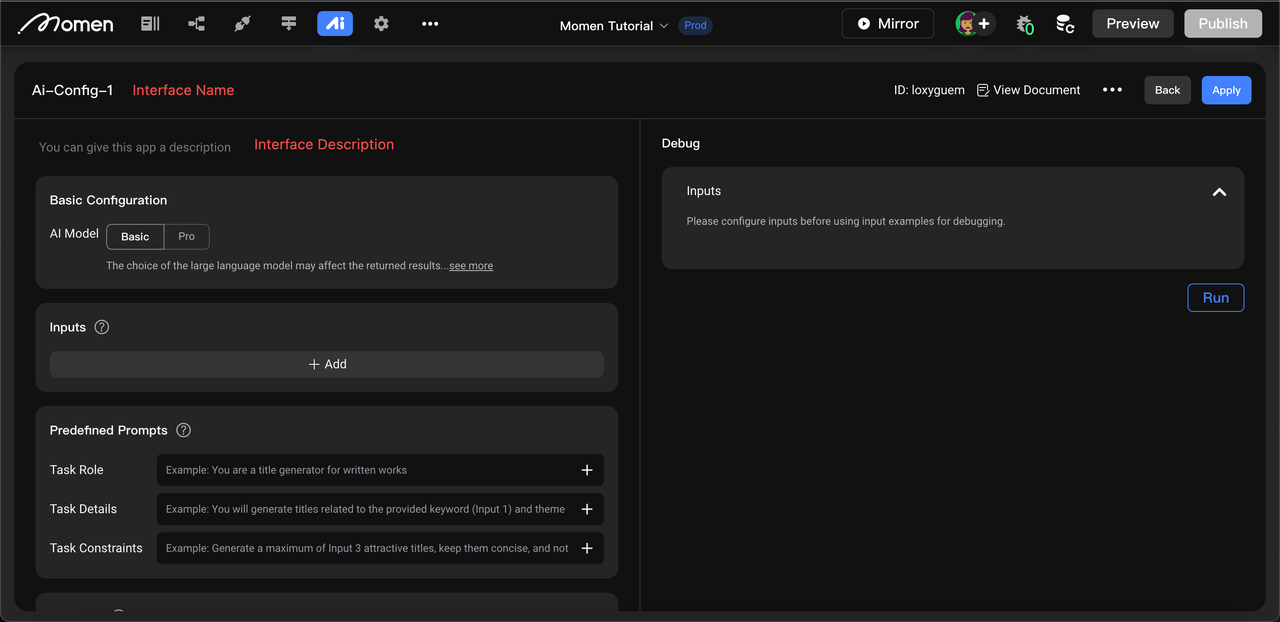 Momen
Ai
Momen Tutorial
Prod
Mirror
0
Preview
Publish
Ai-Config-1
Interface Name
ID: loxyguem
View Document
Back
Apply
You can give this app a description
Interface Description
Basic Configuration
AI Model
Basic
Pro
The choice of the large language model may affect the returned results...see more
Inputs
+ Add
Predefined Prompts
Task Role
Example: You are a title generator for written works
Task Details
Example: You will generate titles related to the provided keyword (Input 1) and theme
Task Constraints
Example: Generate a maximum of Input 3 attractive titles, keep them concise, and not
Debug
Inputs
Please configure inputs before using input examples for debugging.
Run